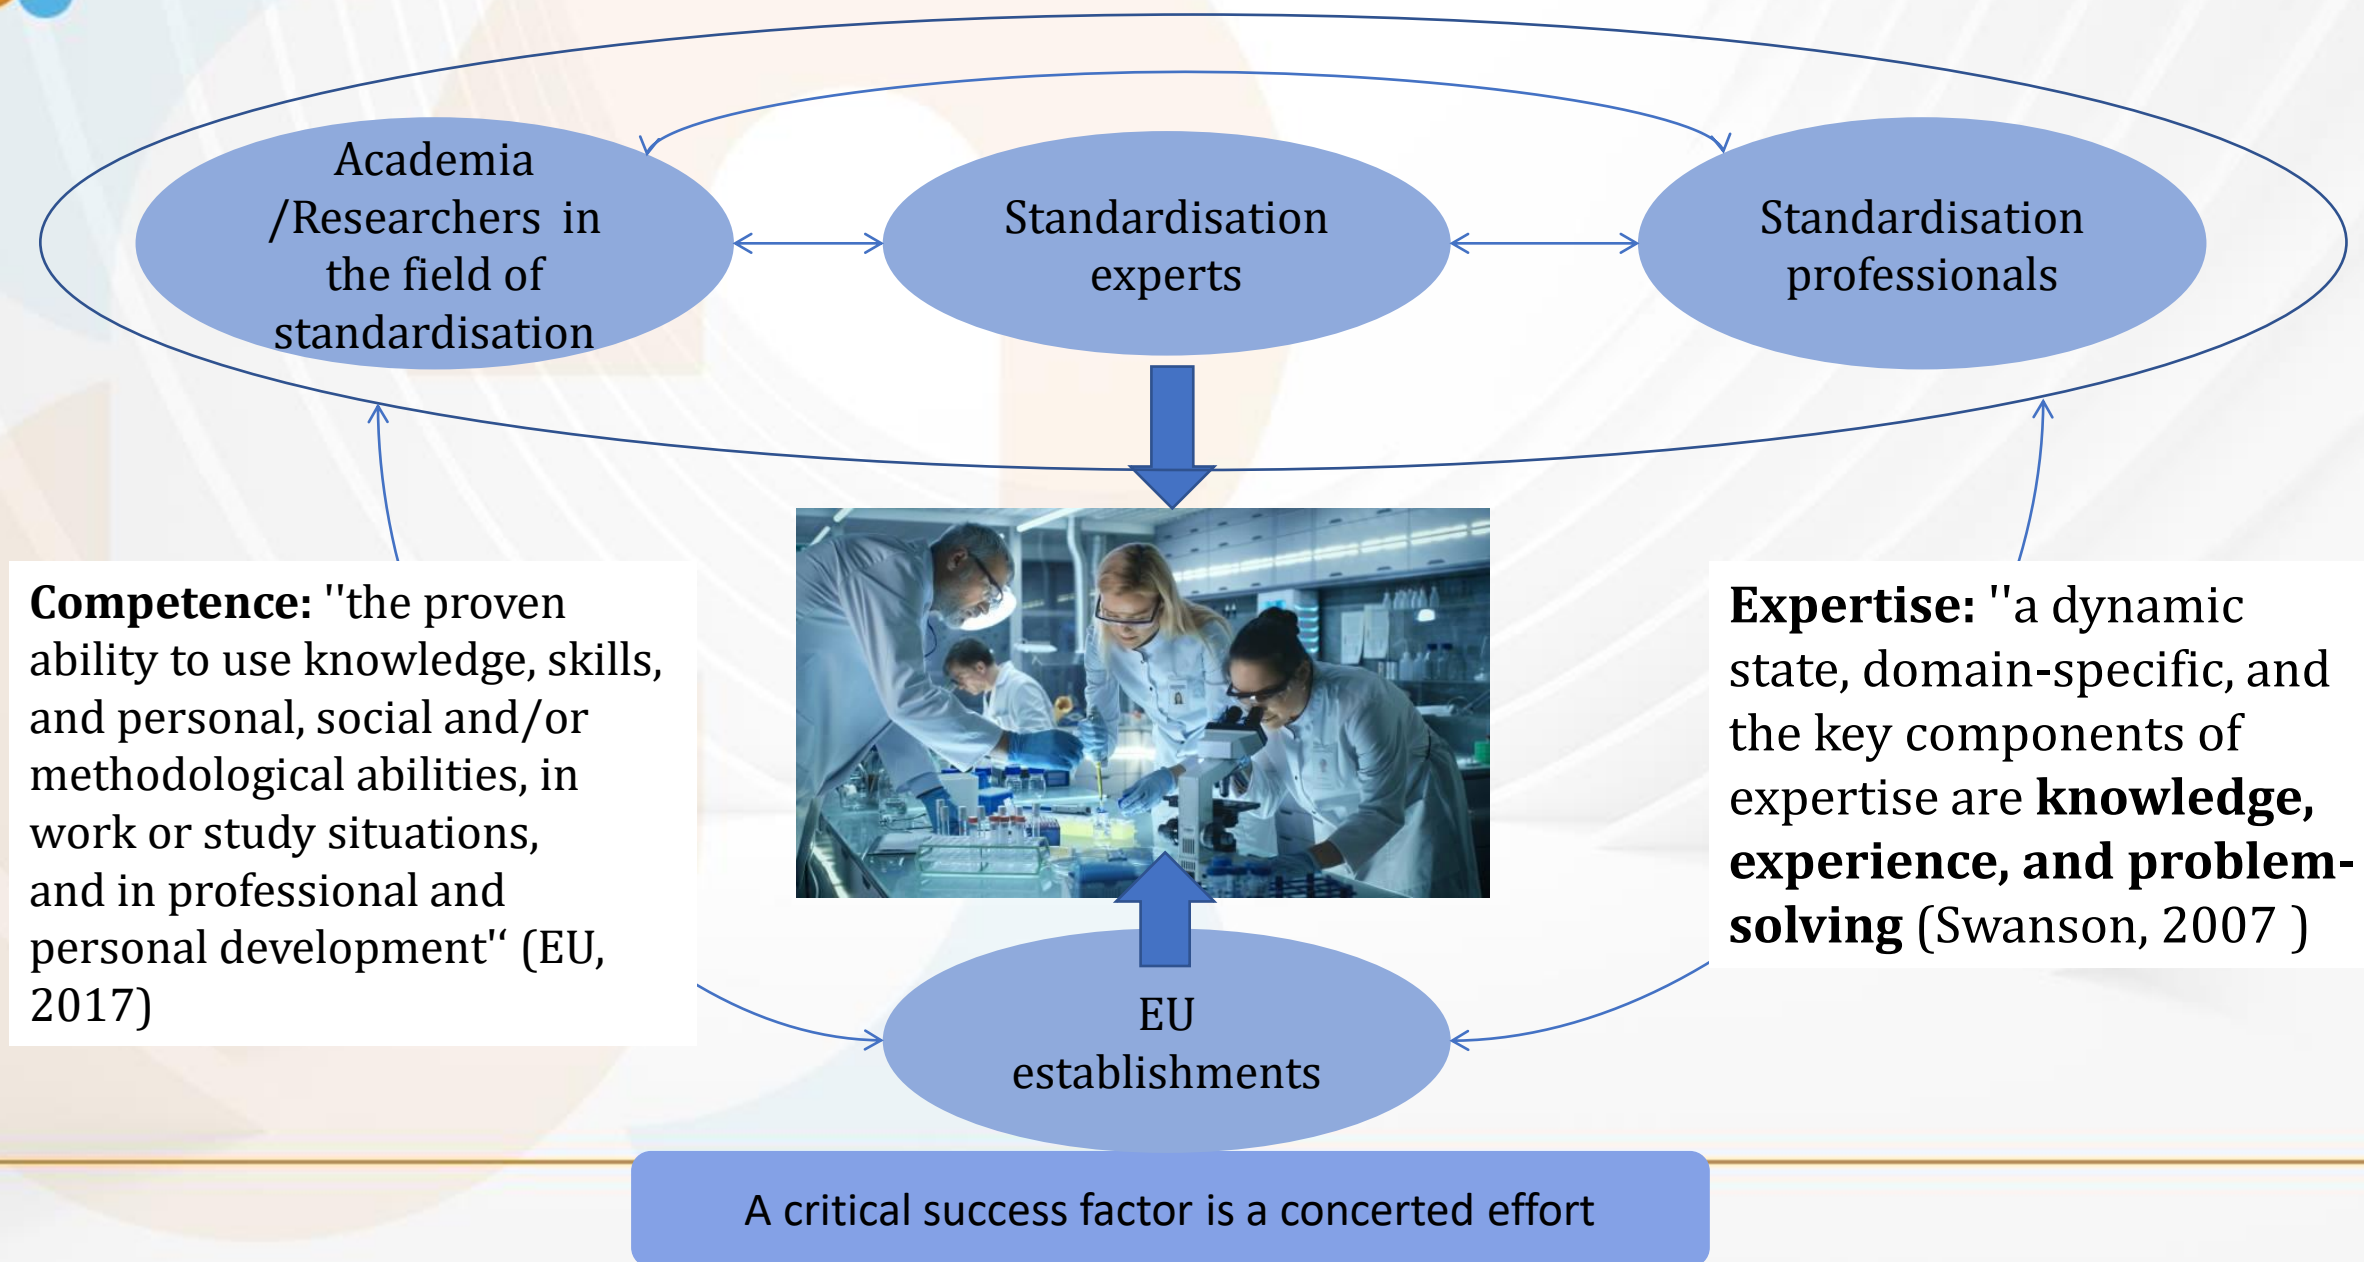 Academia
/Researchers in
the field of
standardisation
Standardisation
experts
Standardisation
professionals
Competence: ''the proven
ability to use knowledge, skills,
and personal, social and/or
methodological abilities, in
work or study situations,
and in professional and
personal development'‘ (EU,
2017)
Expertise: ''a dynamic
state, domain-specific, and
the key components of
expertise are knowledge,
experience, and problem-
solving (Swanson, 2007 )
EU
establishments
A critical success factor is a concerted effort